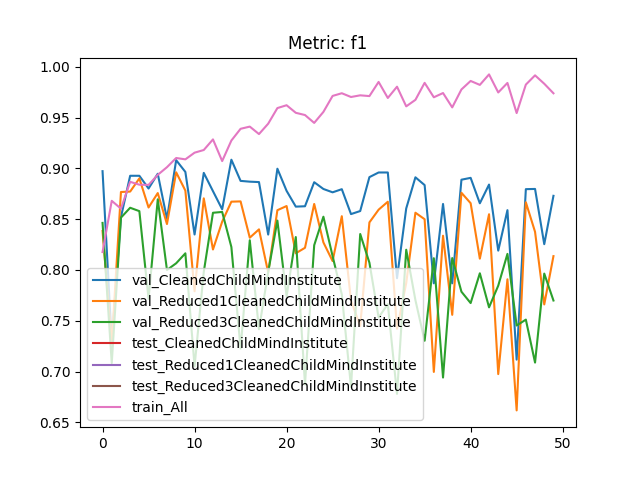 Metric: f1
1.00
0.95
0.90
0.85
0.80
0.75
0.70
0.65
val_CleanedChildMindInstitute
val_Reduced1CleanedChildMindInstitute
val_Reduced3CleanedChildMindInstitute
test_CleanedChildMindInstitute
test_Reduced1CleanedChildMindInstitute
test_Reduced3CleanedChildMindInstitute
train_All
0 10 20 30 40 50